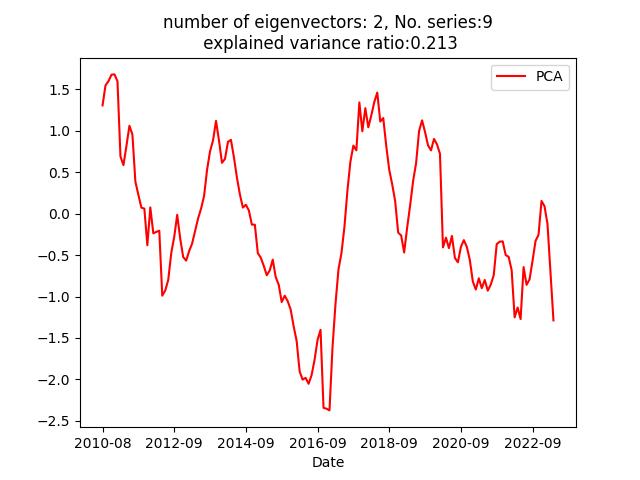 number of eigenvectors: 2, No. series:9
explained variance ratio:0.213
PCA
1.5
1.0
0.5
0.0
−0.5
−1.0
−1.5
−2.0
−2.5
2010-08 2012-09 2014-09 2016-09 2018-09 2020-09 2022-09
Date